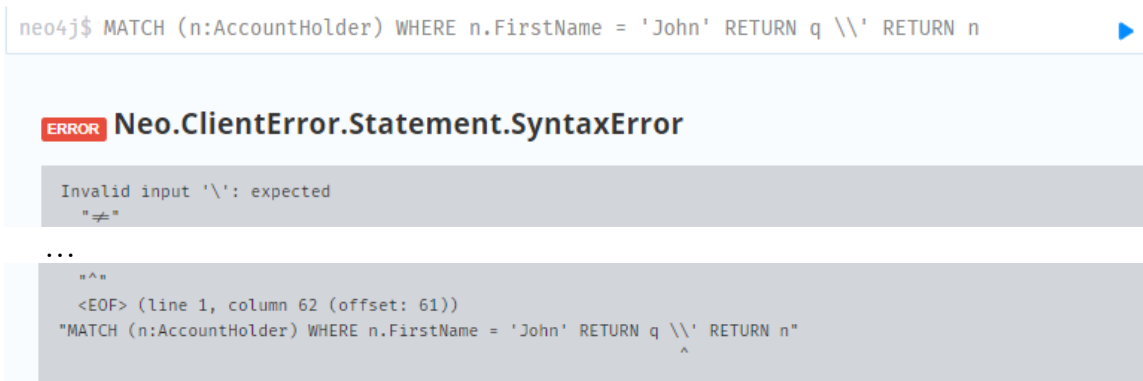 neo4j$ MATCH (n:AccountHolder) WHERE n.FirstName = 'John' RETURN q \\' RETURN n
ERROR Neo.ClientError.Statement.SyntaxError
Invalid input '\': expected
"≠"
...
"^"
<EOF> (line 1, column 62 (offset: 61))
"MATCH (n:AccountHolder) WHERE n.FirstName = 'John' RETURN q \\' RETURN n"
^